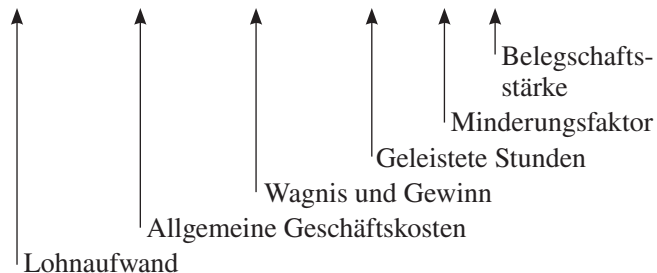 Belegschafts-
stärke
Minderungsfaktor
Geleistete Stunden
Wagnis und Gewinn
Allgemeine Geschäftskosten
Lohnaufwand